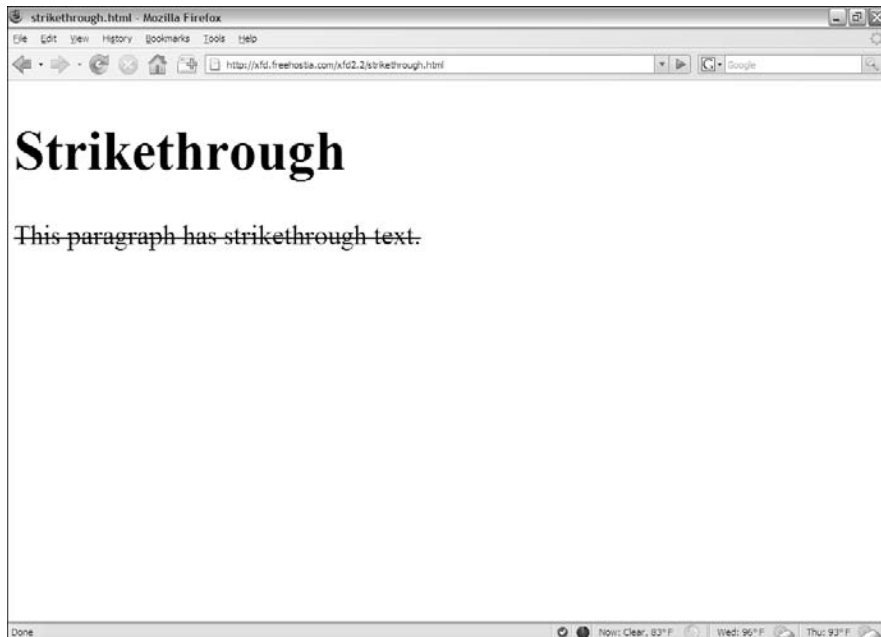 strikethrough.html - Mozilla Firefox
File Edit View History Bookmarks Tools Help
http://xfd.freehostia.com/xfd2.2/strikethrough.html G Google
Strikethrough
This paragraph has strikethrough text.
Done Now: Clear, 83°F Wed: 96°F Thu: 93°F